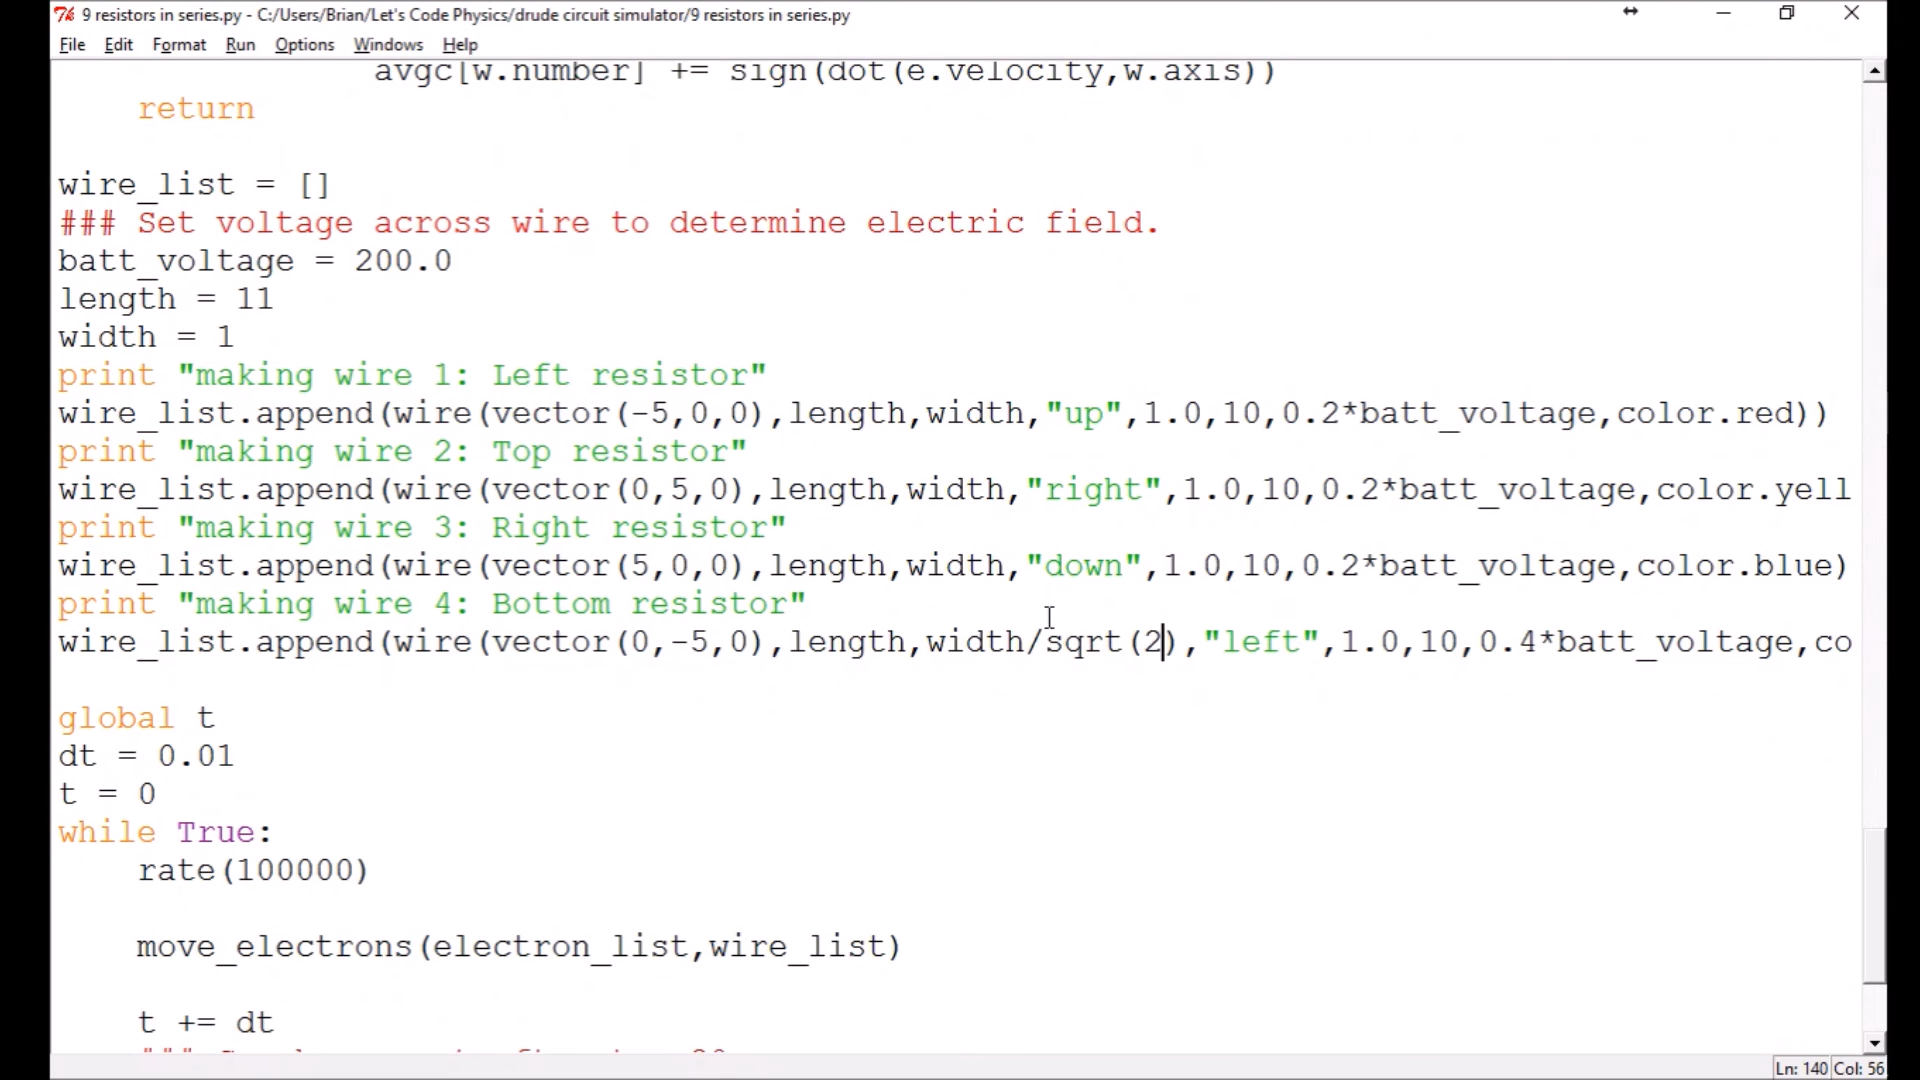 9 resistors in series.py - C:/Users/Brian/Let's Code Physics/drude circuit simulator/9 resistors in series.py
File Edit Format Run Options Windows Help
avgc[w.number] += sign(dot(e.velocity,w.axis))
return
wire_list = []
### Set voltage across wire to determine electric field.
batt_voltage = 200.0
length = 11
width = 1
print "making wire 1: Left resistor"
wire_list.append(wire(vector(-5,0,0),length,width,"up",1.0,10,0.2*batt_voltage,color.red))
print "making wire 2: Top resistor"
wire_list.append(wire(vector(0,5,0),length,width,"right",1.0,10,0.2*batt_voltage,color.yell
print "making wire 3: Right resistor"
wire_list.append(wire(vector(5,0,0),length,width,"down",1.0,10,0.2*batt_voltage,color.blue)
print "making wire 4: Bottom resistor"
wire_list.append(wire(vector(0,-5,0),length,width/sqrt(2),"left",1.0,10,0.4*batt_voltage,co
global t
dt = 0.01
t = 0
while True:
rate(100000)
move_electrons(electron_list,wire_list)
t += dt
Ln: 140 Col: 56